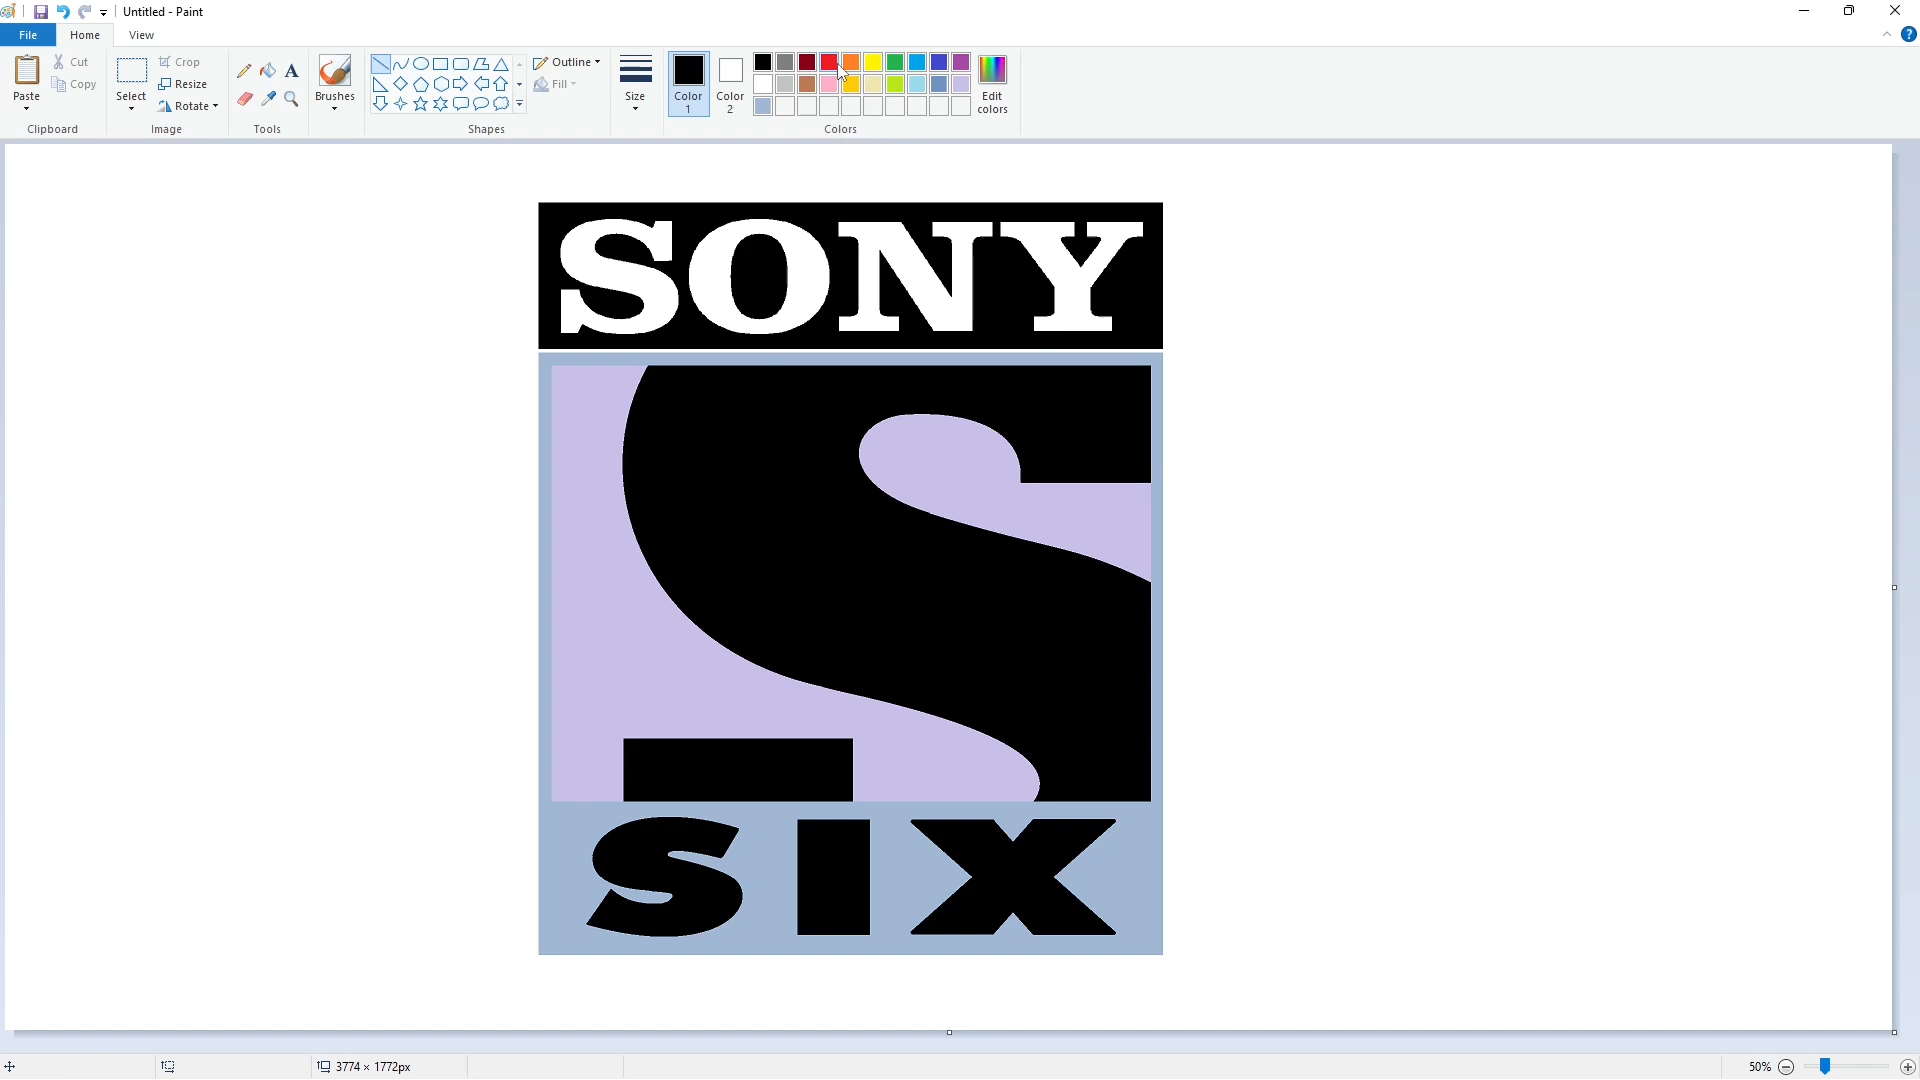 Untitled - Paint
File Home View
Paste
Cut
Copy
Clipboard
Select
Crop
Resize
Rotate
Image
Tools
Brushes
Shapes
Outline
Fill
Size
Color 1
Color 2
Colors
Edit colors
SONY
S
SIX
3774 × 1772px
50%